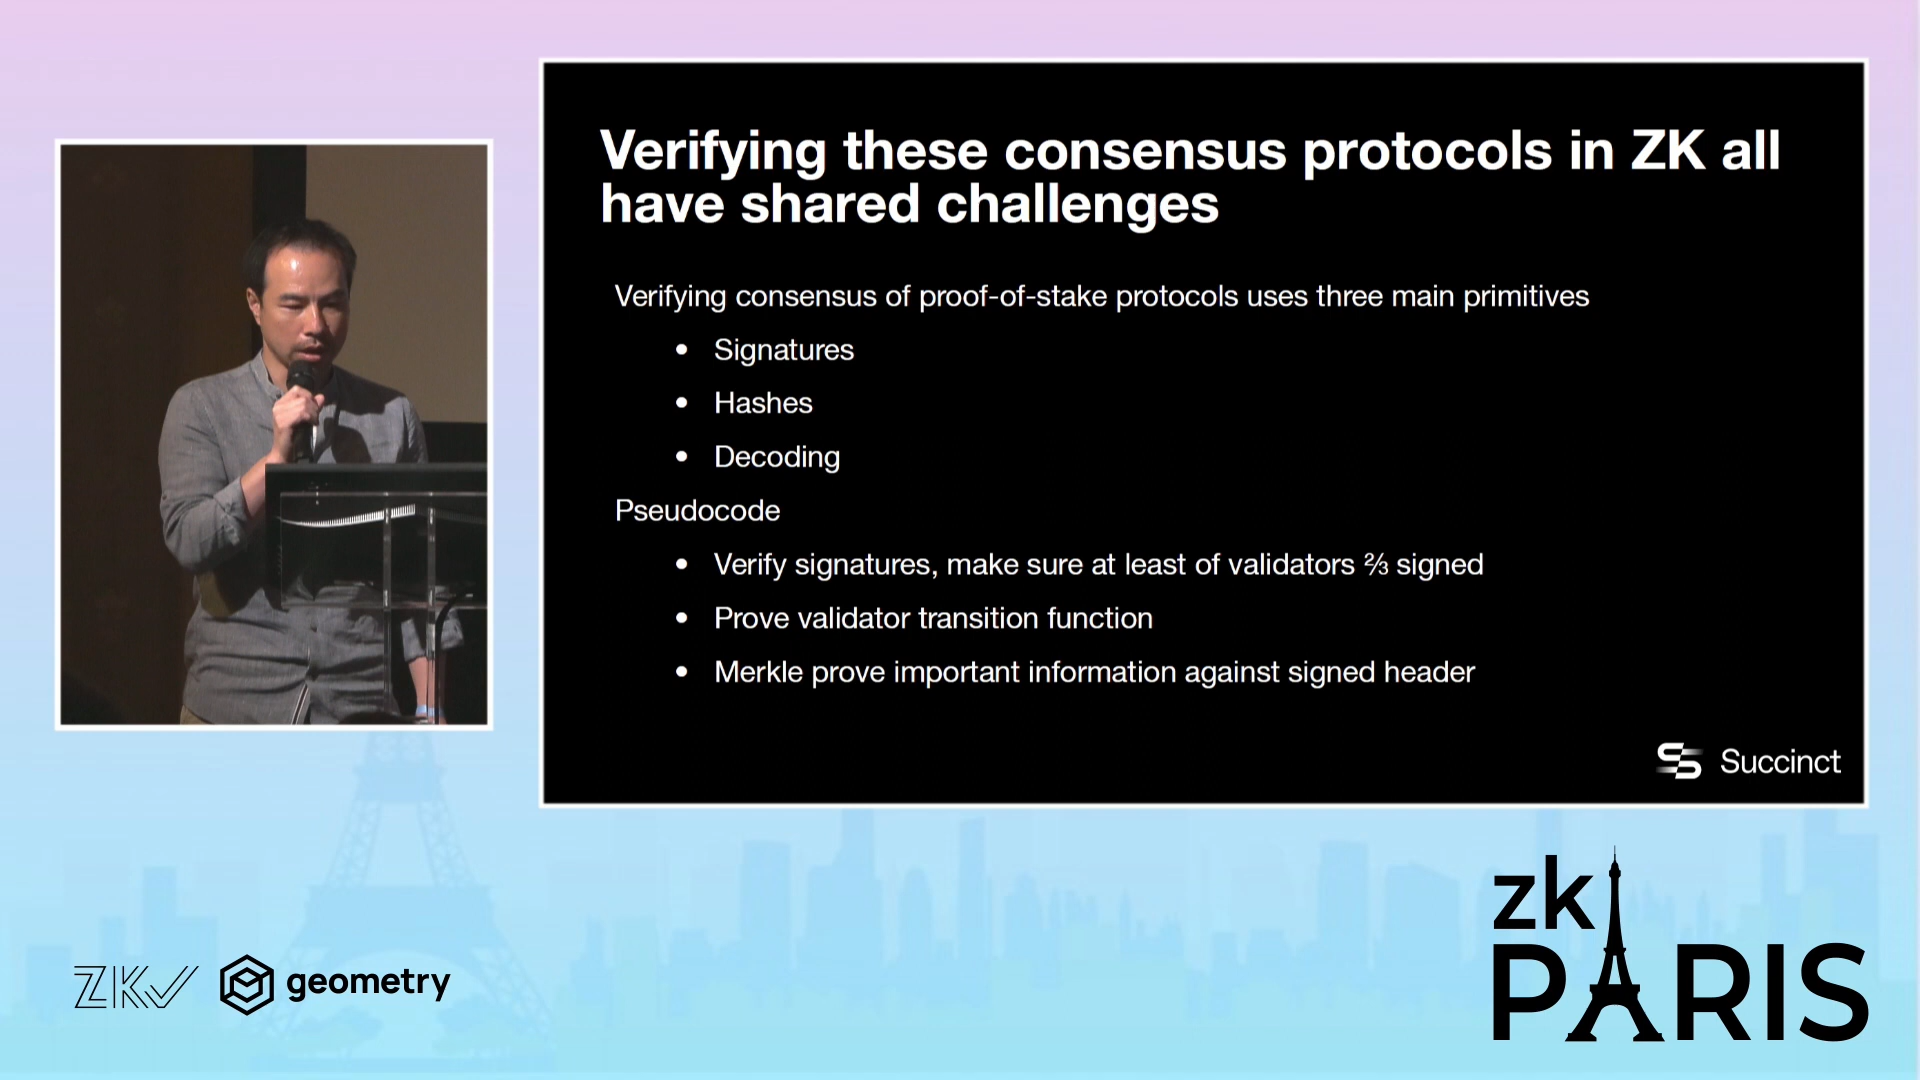 Verifying these consensus protocols in ZK all
have shared challenges
Verifying consensus of proof-of-stake protocols uses three main primitives
• Signatures
• Hashes
• Decoding
Pseudocode
• Verify signatures, make sure at least of validators ⅔ signed
• Prove validator transition function
• Merkle prove important information against signed header
Succinct
ZK
geometry
zk
PARIS